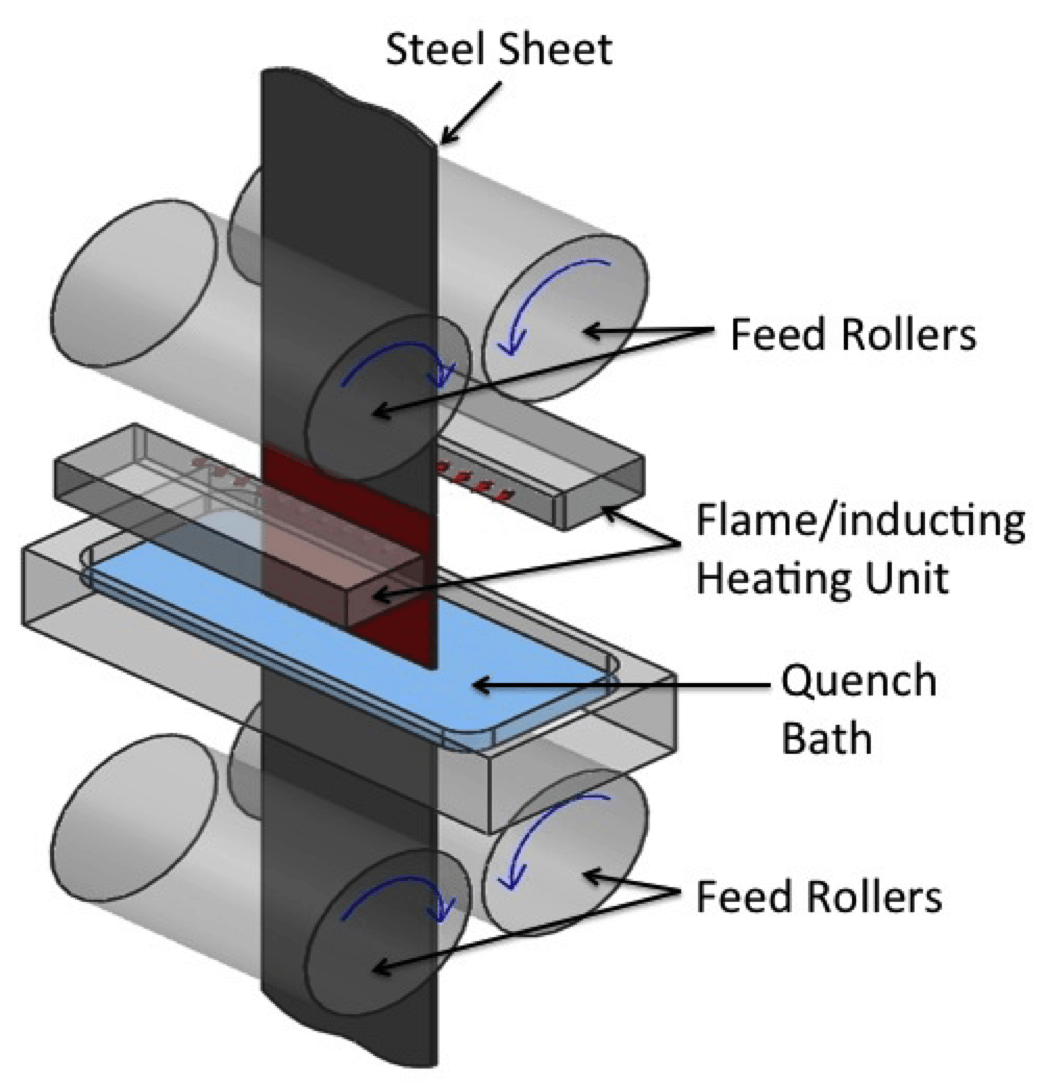 Steel Sheet
Feed Rollers
Flame/inducting
Heating Unit
Quench
Bath
Feed Rollers